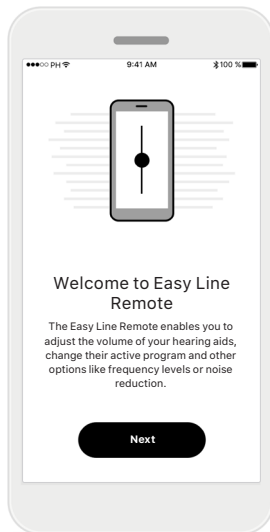 PH 9:41 AM 100 %
Welcome to Easy Line
Remote
The Easy Line Remote enables you to
adjust the volume of your hearing aids,
change their active program and other
options like frequency levels or noise
reduction.
Next